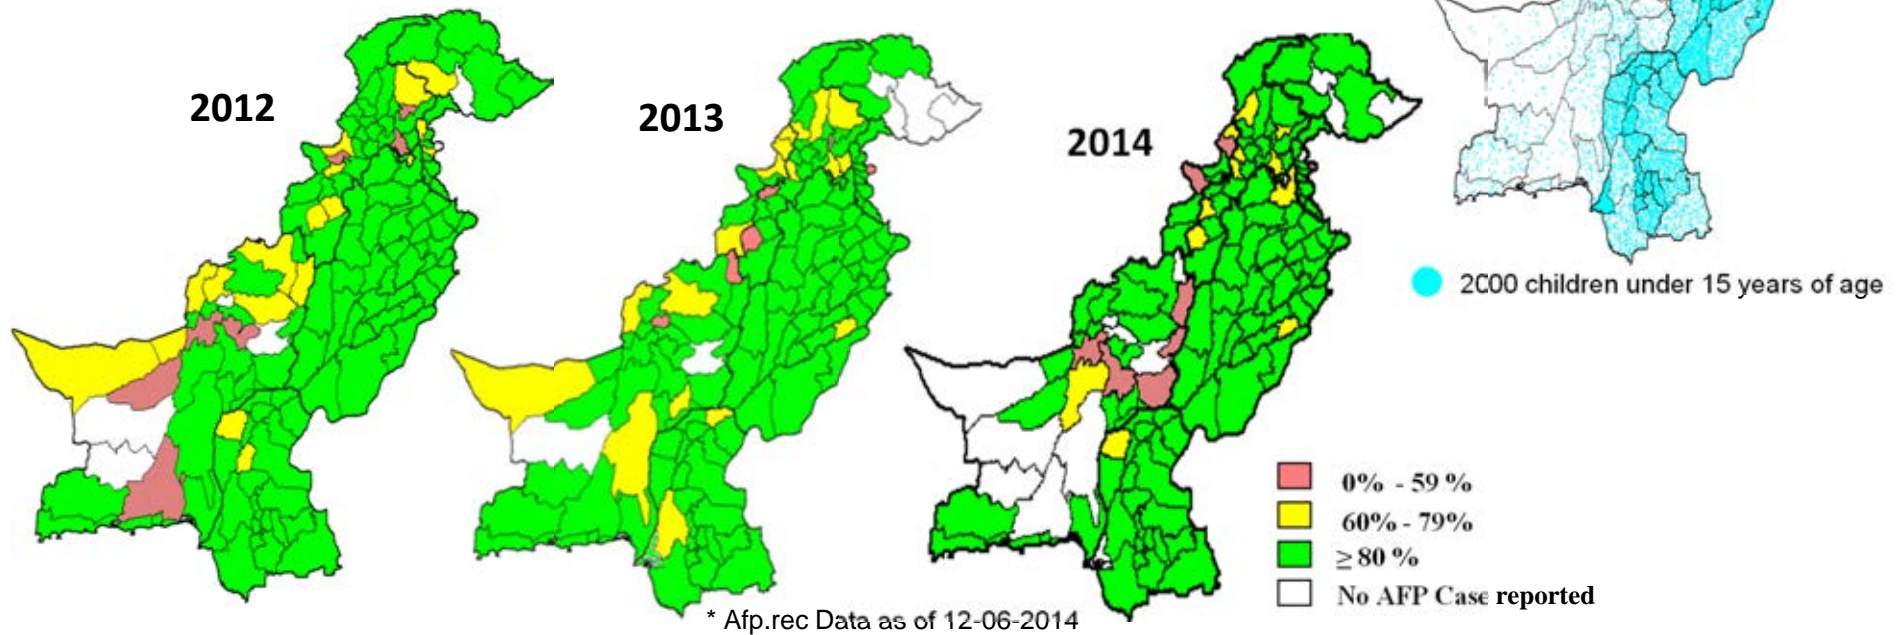 2012
2013
2014
2000 children under 15 years of age
0% - 59 %
60% - 79%
≥ 80 %
No AFP Case reported
* Afp.rec Data as of 12-06-2014